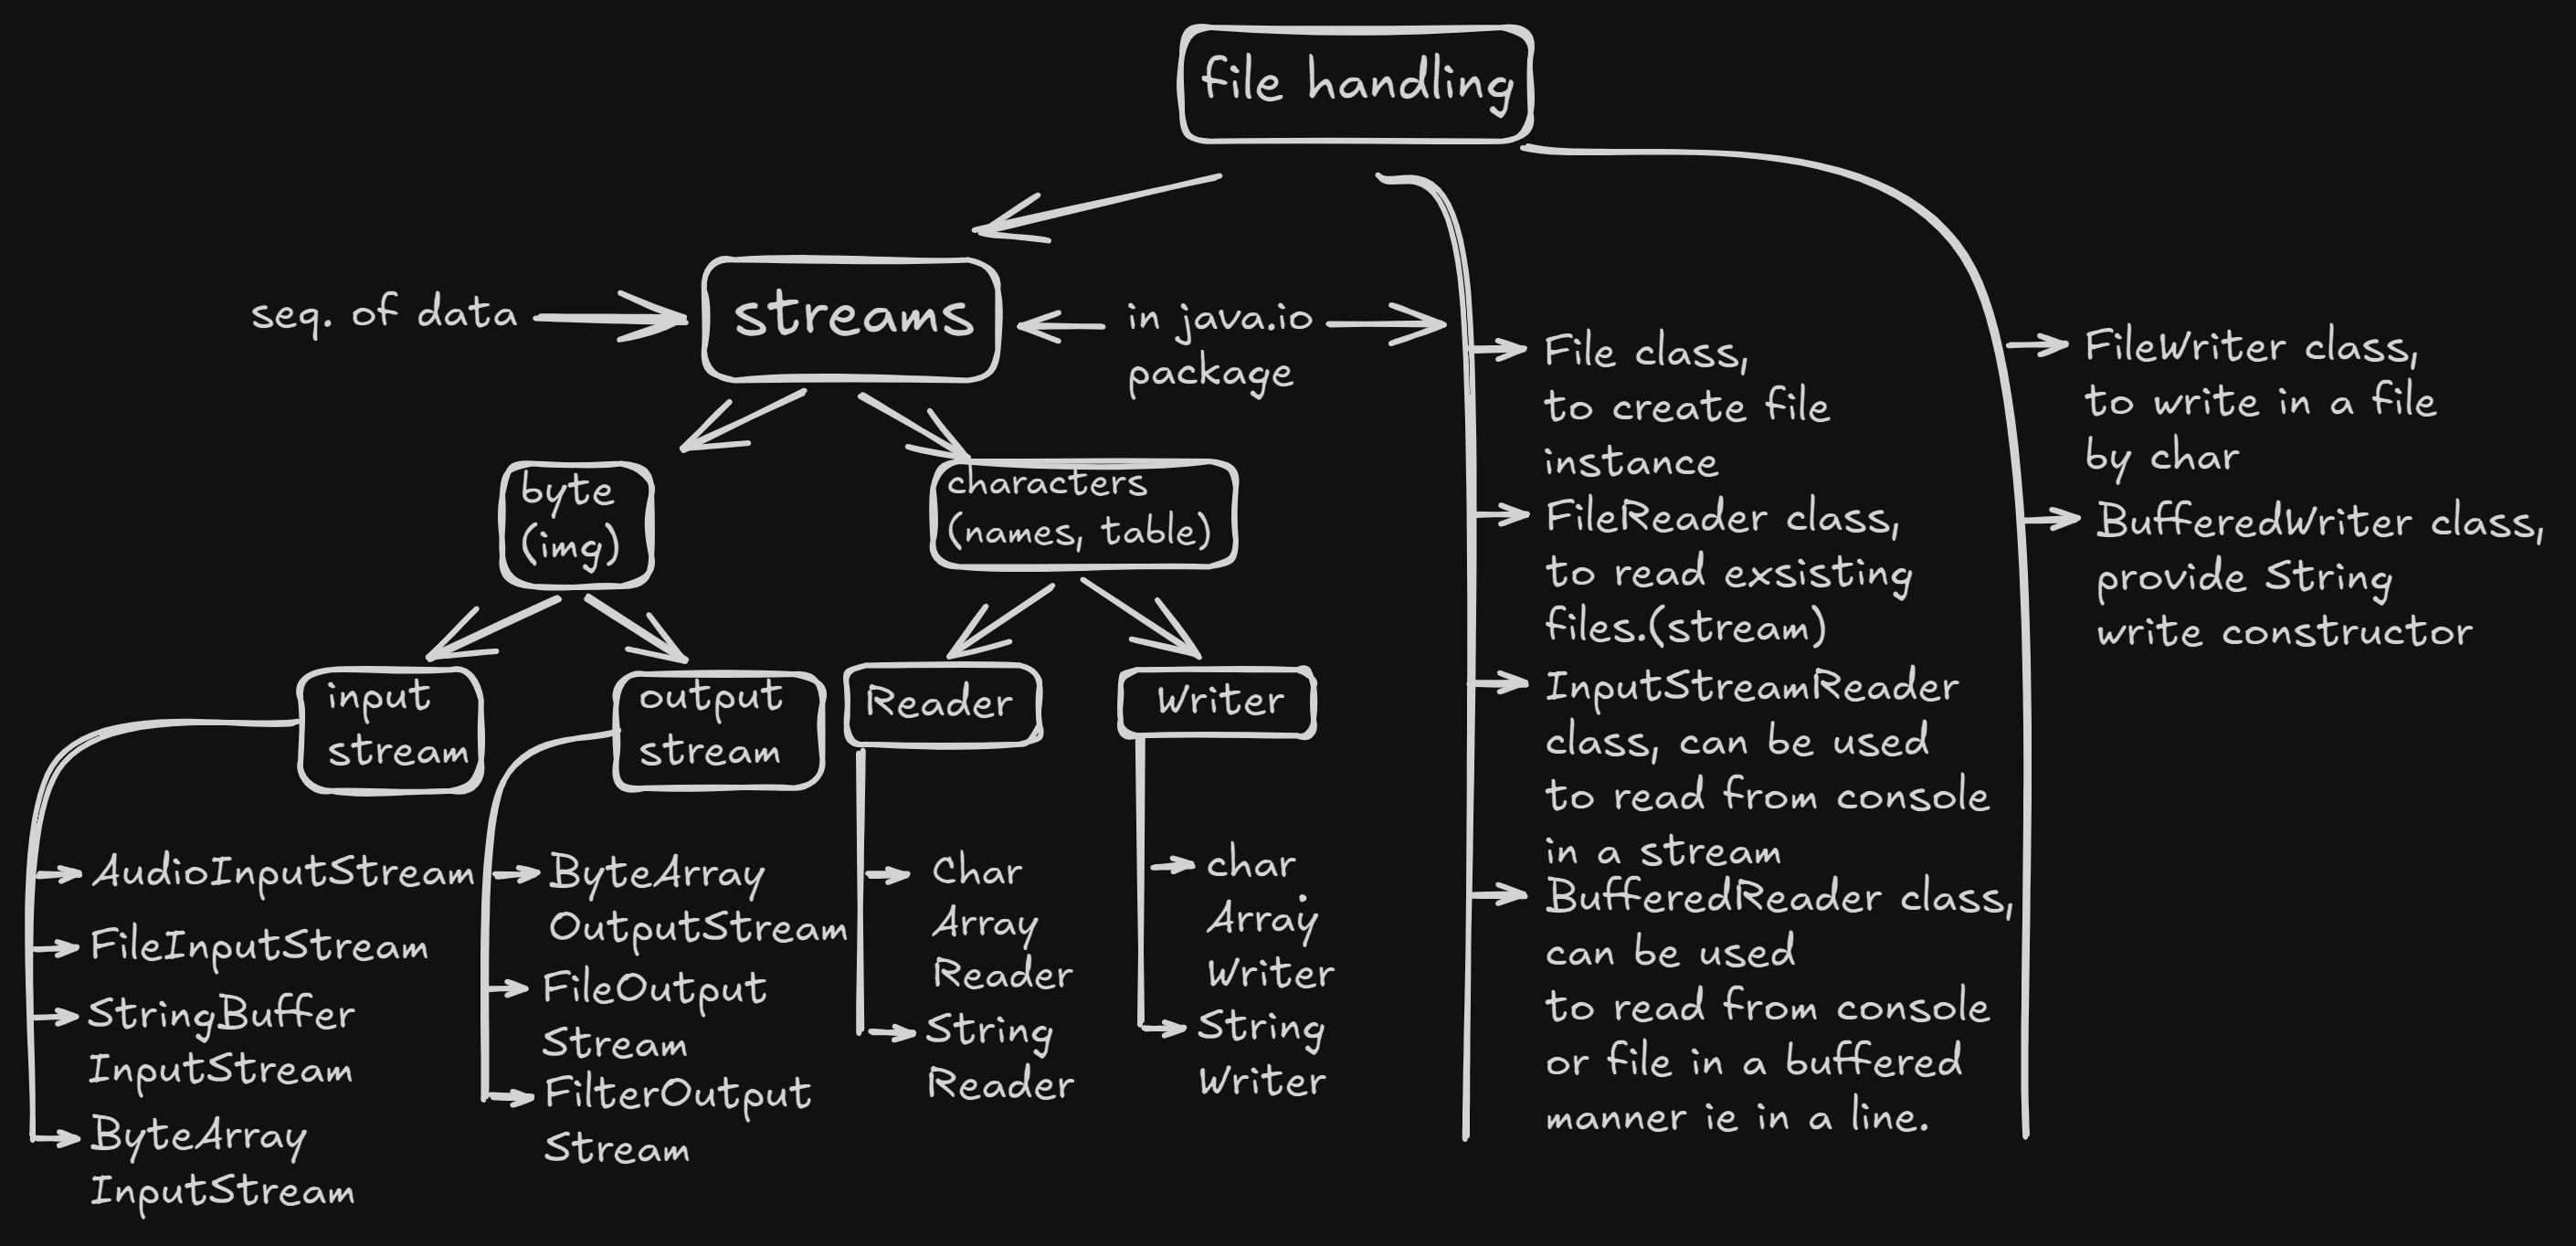 file handling
seq. of data
streams
in java.io
package
byte
(img)
characters
(names, table)
input
stream
output
stream
Reader
Writer
AudioInputStream
FileInputStream
StringBuffer
InputStream
ByteArray
InputStream
ByteArray
OutputStream
FileOutput
Stream
FilterOutput
Stream
Char
Array
Reader
String
Reader
char
Array
Writer
String
Writer
File class,
to create file
instance
FileReader class,
to read exsisting
files.(stream)
InputStreamReader
class, can be used
to read from console
in a stream
BufferedReader class,
can be used
to read from console
or file in a buffered
manner ie in a line.
FileWriter class,
to write in a file
by char
BufferedWriter class,
provide String
write constructor